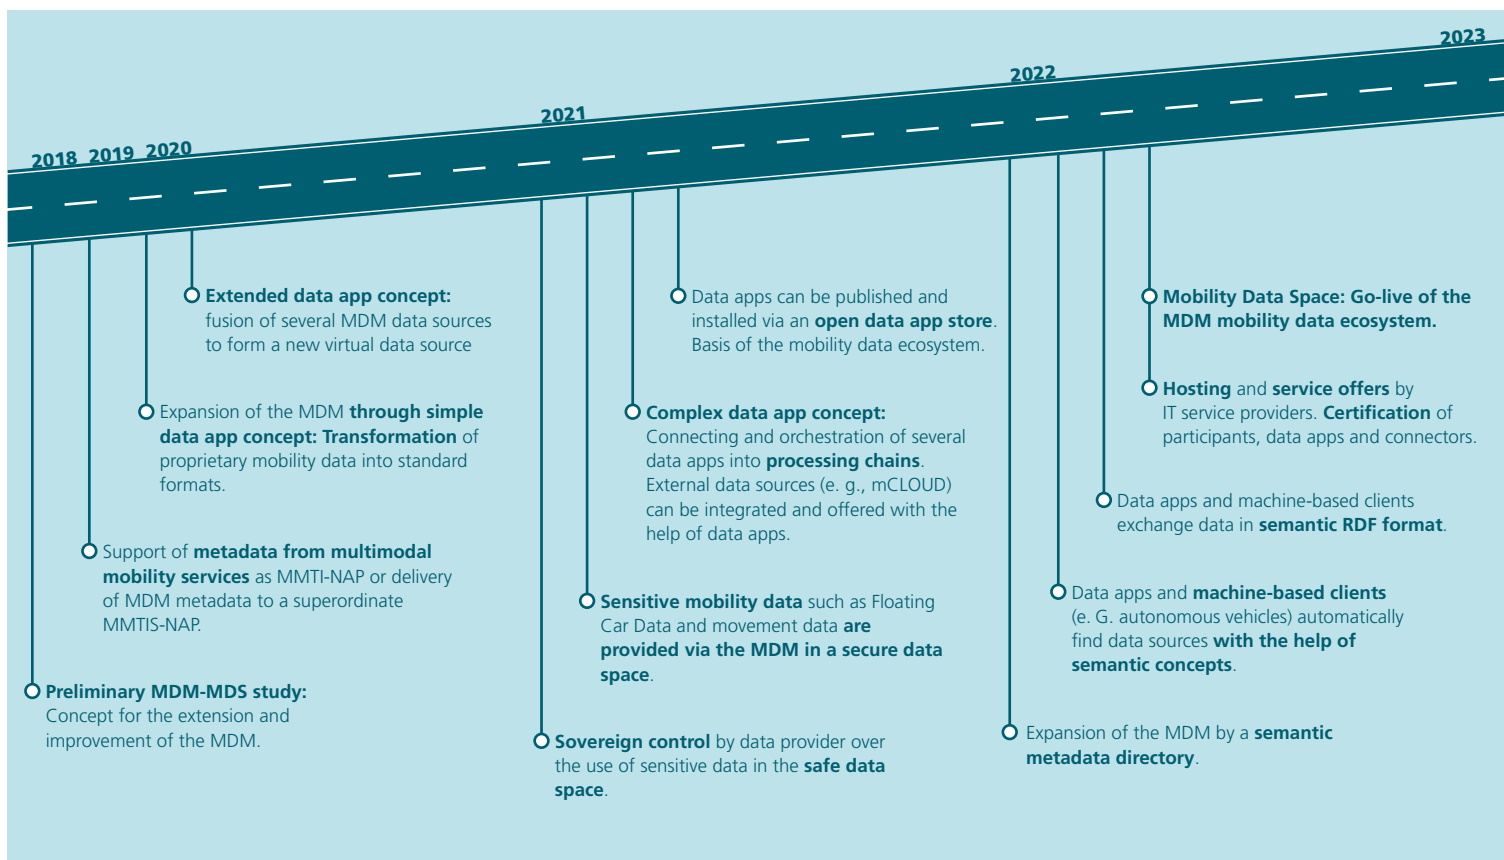 2018
2019
2020
2021
2022
2023
Extended data app concept:
fusion of several MDM data sources
to form a new virtual data source
Expansion of the MDM through simple
data app concept: Transformation of
proprietary mobility data into standard
formats.
Support of metadata from multimodal
mobility services as MMTI-NAP or delivery
of MDM metadata to a superordinate
MMTIS-NAP.
Preliminary MDM-MDS study:
Concept for the extension and
improvement of the MDM.
Data apps can be published and
installed via an open data app store.
Basis of the mobility data ecosystem.
Complex data app concept:
Connecting and orchestration of several
data apps into processing chains.
External data sources (e. g., mCLOUD)
can be integrated and offered with the
help of data apps.
Sensitive mobility data such as Floating
Car Data and movement data are
provided via the MDM in a secure data
space.
Sovereign control by data provider over
the use of sensitive data in the safe data
space.
Mobility Data Space: Go-live of the
MDM mobility data ecosystem.
Hosting and service offers by
IT service providers. Certification of
participants, data apps and connectors.
Data apps and machine-based clients
exchange data in semantic RDF format.
Data apps and machine-based clients
(e. G. autonomous vehicles) automatically
find data sources with the help of
semantic concepts.
Expansion of the MDM by a semantic
metadata directory.